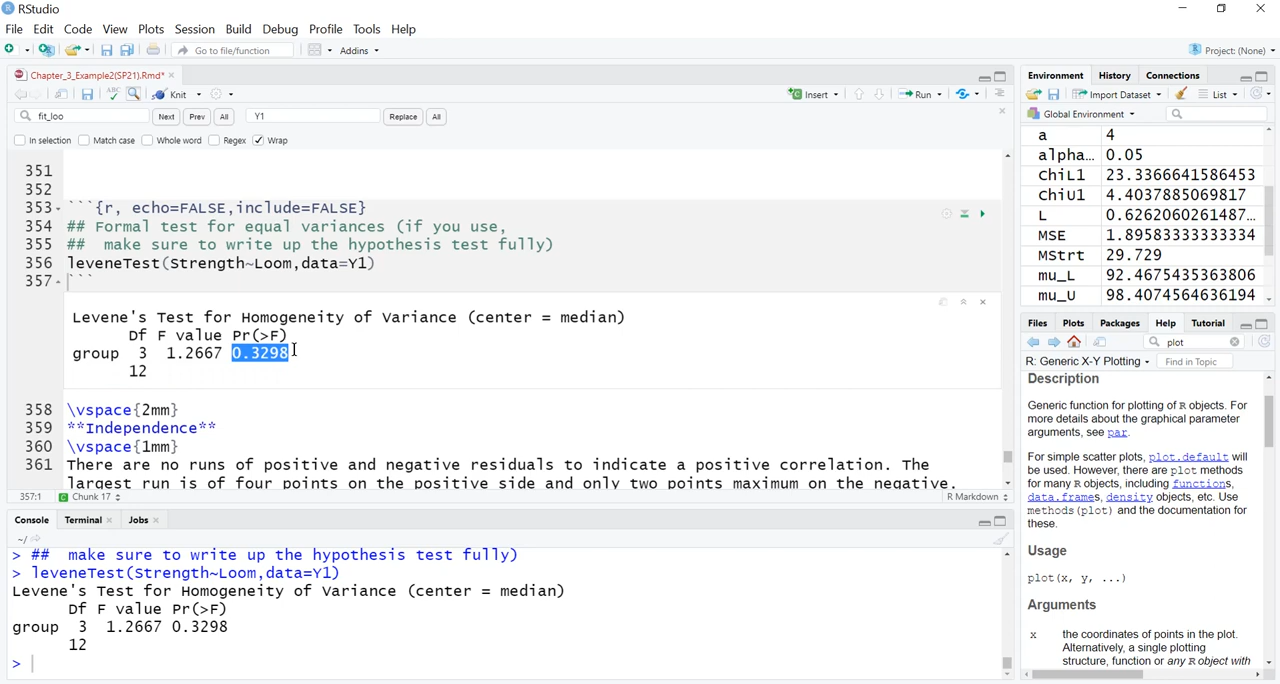 RStudio
File Edit Code View Plots Session Build Debug Profile Tools Help
Go to file/function Addins Project: (None)
Chapter_3_Example2(SP21).Rmd*
ABC Knit Insert Run
fit_loo Next Prev All Y1 Replace All
In selection Match case Whole word Regex Wrap
351
352
353 ```{r, echo=FALSE,include=FALSE}
354 ## Formal test for equal variances (if you use,
355 ##  make sure to write up the hypothesis test fully)
356 leveneTest(Strength~Loom,data=Y1)
357 ```
Levene's Test for Homogeneity of Variance (center = median)
Df F value Pr(>F)
group 3 1.2667 0.3298
12
358 \vspace{2mm}
359 **Independence**
360 \vspace{1mm}
361 There are no runs of positive and negative residuals to indicate a positive correlation. The
largest run is of four points on the positive side and only two points maximum on the negative.
357:1 Chunk 17 R Markdown
Console Terminal Jobs
~/
> ##  make sure to write up the hypothesis test fully)
> leveneTest(Strength~Loom,data=Y1)
Levene's Test for Homogeneity of Variance (center = median)
Df F value Pr(>F)
group 3 1.2667 0.3298
12
>
Environment History Connections
Import Dataset List
Global Environment
a 4
alpha… 0.05
ChiL1 23.3366641586453
ChiU1 4.4037885069817
L 0.6262060261487…
MSE 1.89583333333334
MStrt 29.729
mu_L 92.4675435363806
mu_U 98.4074564636194
Files Plots Packages Help Tutorial
plot
R: Generic X-Y Plotting Find in Topic
Description
Generic function for plotting of R objects. For
more details about the graphical parameter
arguments, see par.
For simple scatter plots, plot.default will
be used. However, there are plot methods
for many R objects, including functions,
data.frames, density objects, etc. Use
methods(plot) and the documentation for
these.
Usage
plot(x, y, ...)
Arguments
x the coordinates of points in the plot.
Alternatively, a single plotting
structure, function or any R object with